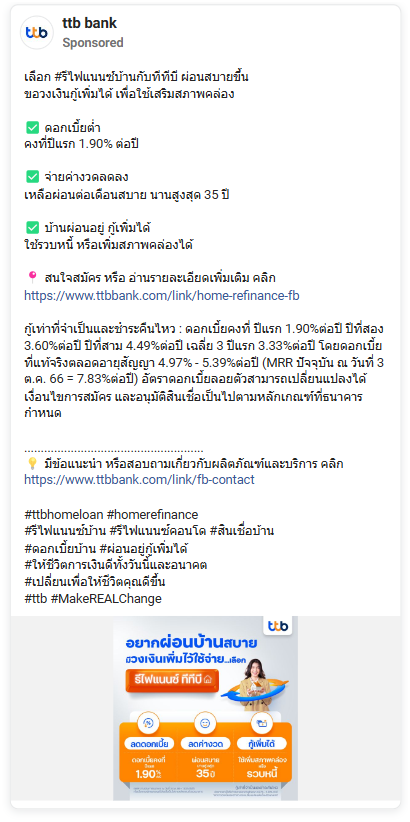 ttb
ttb bank
Sponsored
เลือก #รีไฟแนนซ์บ้านกับทีทีบี ผ่อนสบายขึ้น
ขอวงเงินกู้เพิ่มได้ เพื่อใช้เสริมสภาพคล่อง
✅ ดอกเบี้ยต่ำ
คงที่ปีแรก 1.90% ต่อปี
✅ จ่ายค่างวดลดลง
เหลือผ่อนต่อเดือนสบาย นานสูงสุด 35 ปี
✅ บ้านผ่อนอยู่ กู้เพิ่มได้
ใช้รวบหนี้ หรือเพิ่มสภาพคล่องได้
📍 สนใจสมัคร หรือ อ่านรายละเอียดเพิ่มเติม คลิก
https://www.ttbbank.com/link/home-refinance-fb
กู้เท่าที่จำเป็นและชำระคืนไหว : ดอกเบี้ยคงที่ ปีแรก 1.90%ต่อปี ปีที่สอง
3.60%ต่อปี ปีที่สาม 4.49%ต่อปี เฉลี่ย 3 ปีแรก 3.33%ต่อปี โดยดอกเบี้ย
ที่แท้จริงตลอดอายุสัญญา 4.97% - 5.39%ต่อปี (MRR ปัจจุบัน ณ วันที่ 3
ต.ค. 66 = 7.83%ต่อปี) อัตราดอกเบี้ยลอยตัวสามารถเปลี่ยนแปลงได้
เงื่อนไขการสมัคร และอนุมัติสินเชื่อเป็นไปตามหลักเกณฑ์ที่ธนาคาร
กำหนด
......................................................
💡 มีข้อแนะนำ หรือสอบถามเกี่ยวกับผลิตภัณฑ์และบริการ คลิก
https://www.ttbbank.com/link/fb-contact
#ttbhomeloan #homerefinance
#รีไฟแนนซ์บ้าน #รีไฟแนนซ์คอนโด #สินเชื่อบ้าน
#ดอกเบี้ยบ้าน #ผ่อนอยู่กู้เพิ่มได้
#ให้ชีวิตการเงินดีทั้งวันนี้และอนาคต
#เปลี่ยนเพื่อให้ชีวิตคุณดีขึ้น
#ttb #MakeREALChange
ttb
อยากผ่อนบ้านสบาย
มีวงเงินเพิ่มไว้ใช้จ่าย...เลือก
รีไฟแนนซ์ ทีทีบี
ลดดอกเบี้ย ลดค่างวด กู้เพิ่มได้
ดอกเบี้ยคงที่ ผ่อนสบาย ใช้เพิ่มสภาพคล่อง
ปีแรก 1.90% นานสูงสุด 35 ปี หรือ รวบหนี้